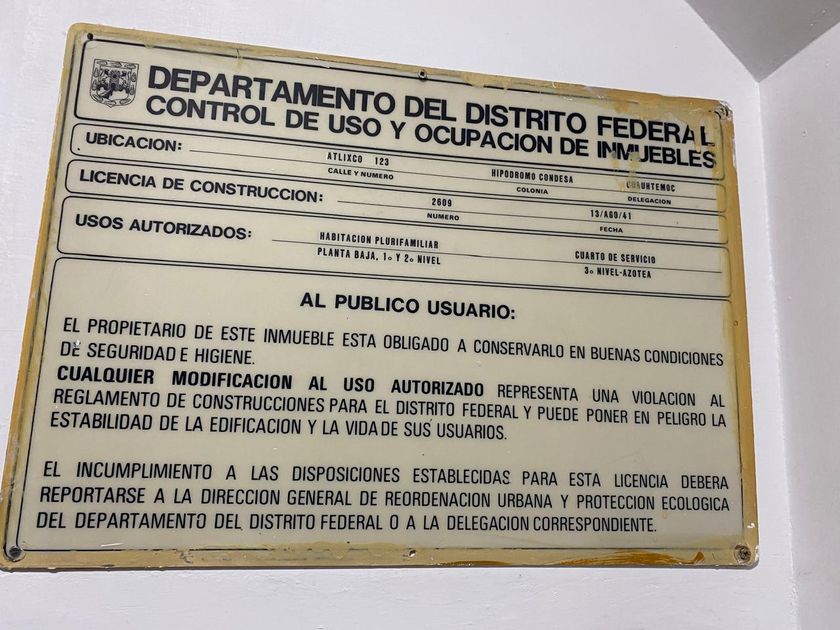 DEPARTAMENTO DEL DISTRITO FEDERAL
CONTROL DE USO Y OCUPACION DE INMUEBLES
UBICACION: ATLIXCO 123 HIPODROMO CONDESA CUAUHTEMOC
CALLE Y NUMERO COLONIA DELEGACION
LICENCIA DE CONSTRUCCION: 2609 13/AGO/41
NUMERO FECHA
USOS AUTORIZADOS: HABITACION PLURIFAMILIAR CUARTO DE SERVICIO
PLANTA BAJA, 1o Y 2o NIVEL 3o NIVEL-AZOTEA
AL PUBLICO USUARIO:
EL PROPIETARIO DE ESTE INMUEBLE ESTA OBLIGADO A CONSERVARLO EN BUENAS CONDICIONES
DE SEGURIDAD E HIGIENE.
CUALQUIER MODIFICACION AL USO AUTORIZADO REPRESENTA UNA VIOLACION AL
REGLAMENTO DE CONSTRUCCIONES PARA EL DISTRITO FEDERAL Y PUEDE PONER EN PELIGRO LA
ESTABILIDAD DE LA EDIFICACION Y LA VIDA DE SUS USUARIOS.
EL INCUMPLIMIENTO A LAS DISPOSICIONES ESTABLECIDAS PARA ESTA LICENCIA DEBERA
REPORTARSE A LA DIRECCION GENERAL DE REORDENACION URBANA Y PROTECCION ECOLOGICA
DEL DEPARTAMENTO DEL DISTRITO FEDERAL O A LA DELEGACION CORRESPONDIENTE.